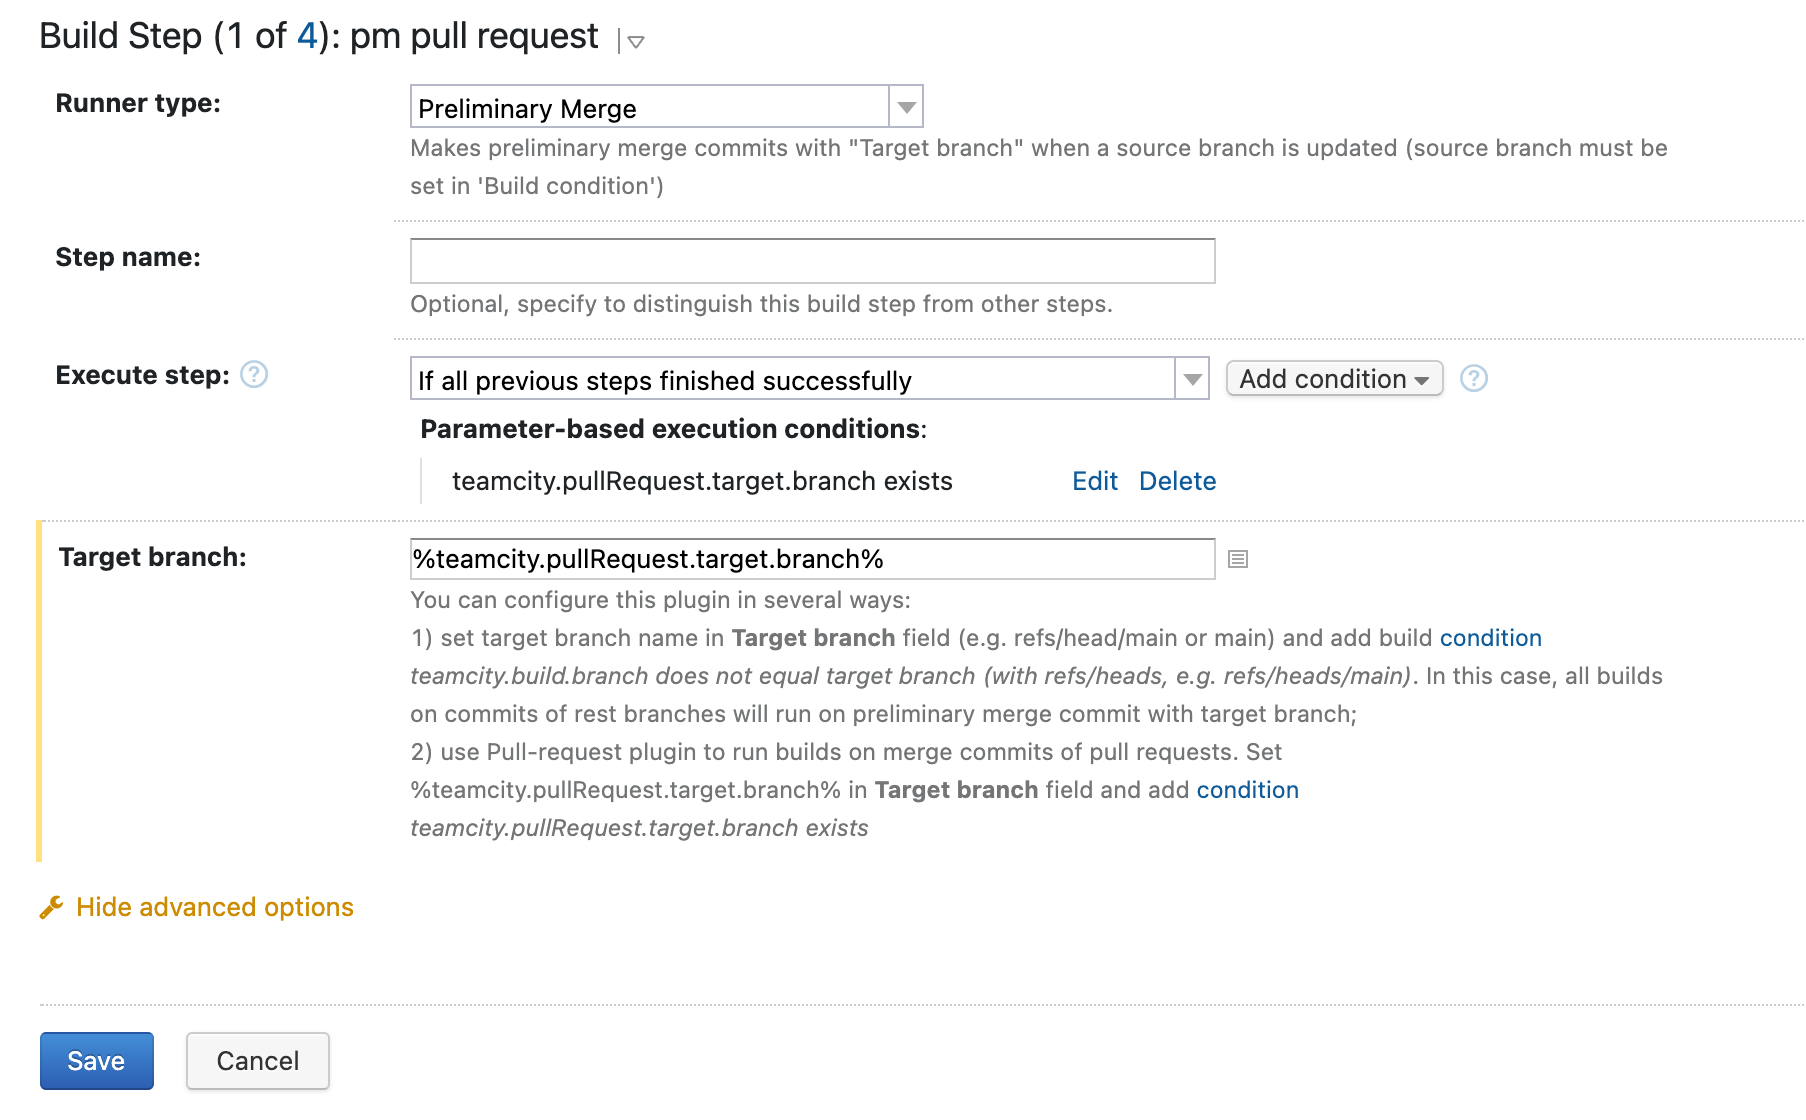 Build Step (1 of 4): pm pull request
Runner type:
Preliminary Merge
Makes preliminary merge commits with "Target branch" when a source branch is updated (source branch must be
set in 'Build condition')
Step name:
Optional, specify to distinguish this build step from other steps.
Execute step: ?
If all previous steps finished successfully
Add condition
?
Parameter-based execution conditions:
teamcity.pullRequest.target.branch exists
Edit Delete
Target branch:
%teamcity.pullRequest.target.branch%
You can configure this plugin in several ways:
1) set target branch name in Target branch field (e.g. refs/head/main or main) and add build condition
teamcity.build.branch does not equal target branch (with refs/heads, e.g. refs/heads/main). In this case, all builds
on commits of rest branches will run on preliminary merge commit with target branch;
2) use Pull-request plugin to run builds on merge commits of pull requests. Set
%teamcity.pullRequest.target.branch% in Target branch field and add condition
teamcity.pullRequest.target.branch exists
Hide advanced options
Save
Cancel